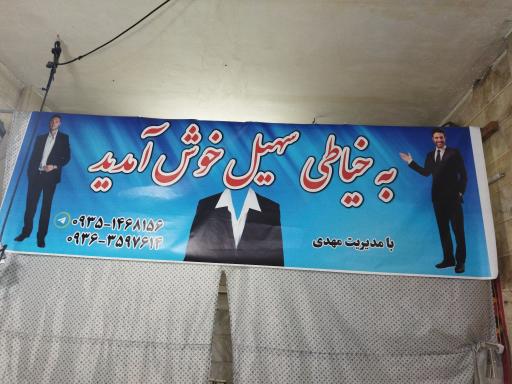 به خیاطی سهیل خوش آمدید
با مدیریت مهدی
۰۹۳۵-۱۴۶۸۱۵۶
۰۹۳۶-۳۵۹۷۶۱۴